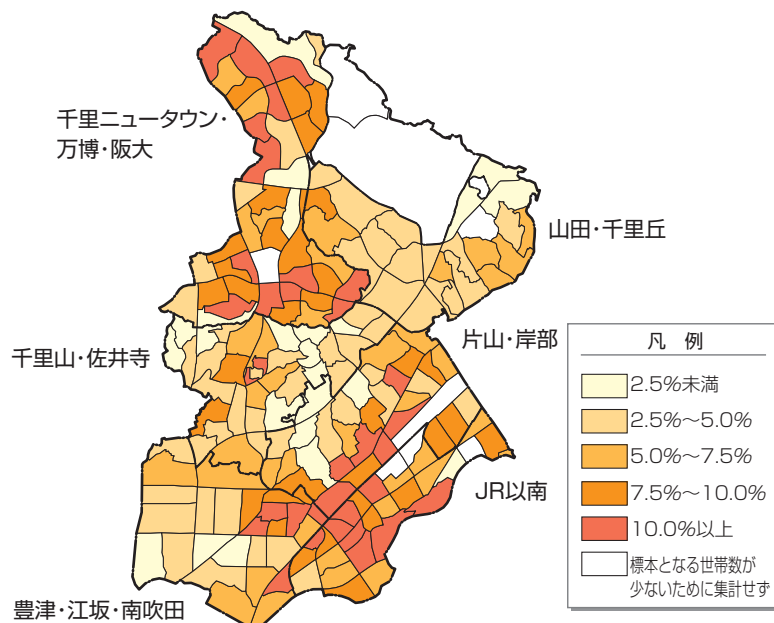 千里ニュータウン・
万博・阪大
山田・千里丘
千里山・佐井寺
片山・岸部
JR以南
豊津・江坂・南吹田
凡 例
2.5%未満
2.5%～5.0%
5.0%～7.5%
7.5%～10.0%
10.0%以上
標本となる世帯数が
少ないために集計せず